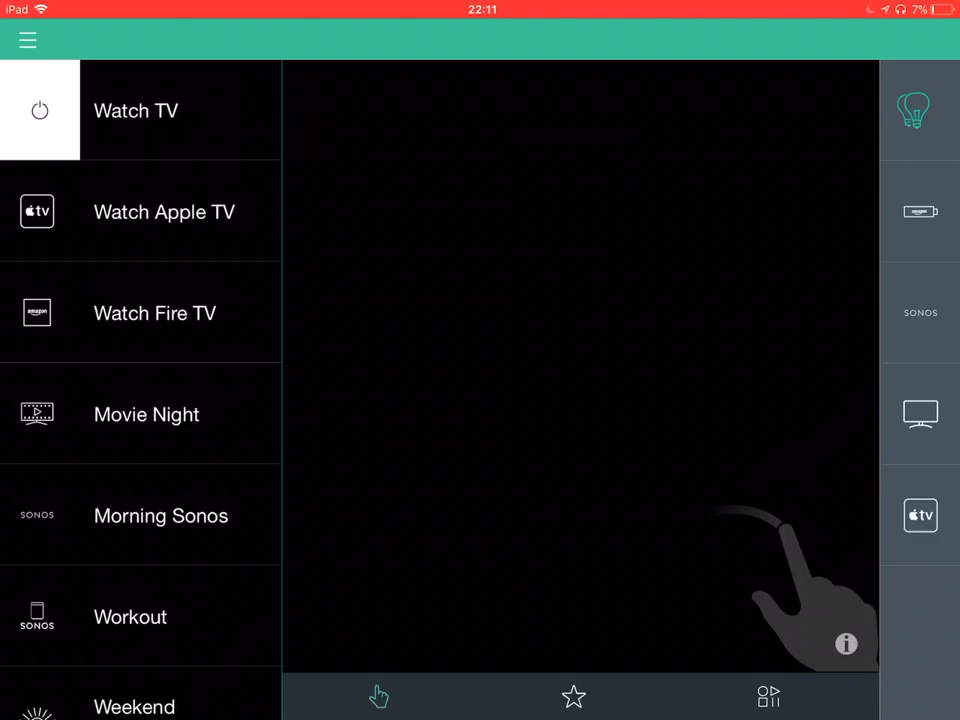 iPad
22:11
7%
Watch TV
tv
Watch Apple TV
amazon
Watch Fire TV
Movie Night
SONOS
Morning Sonos
SONOS
Workout
Weekend
amazon
SONOS
tv
i